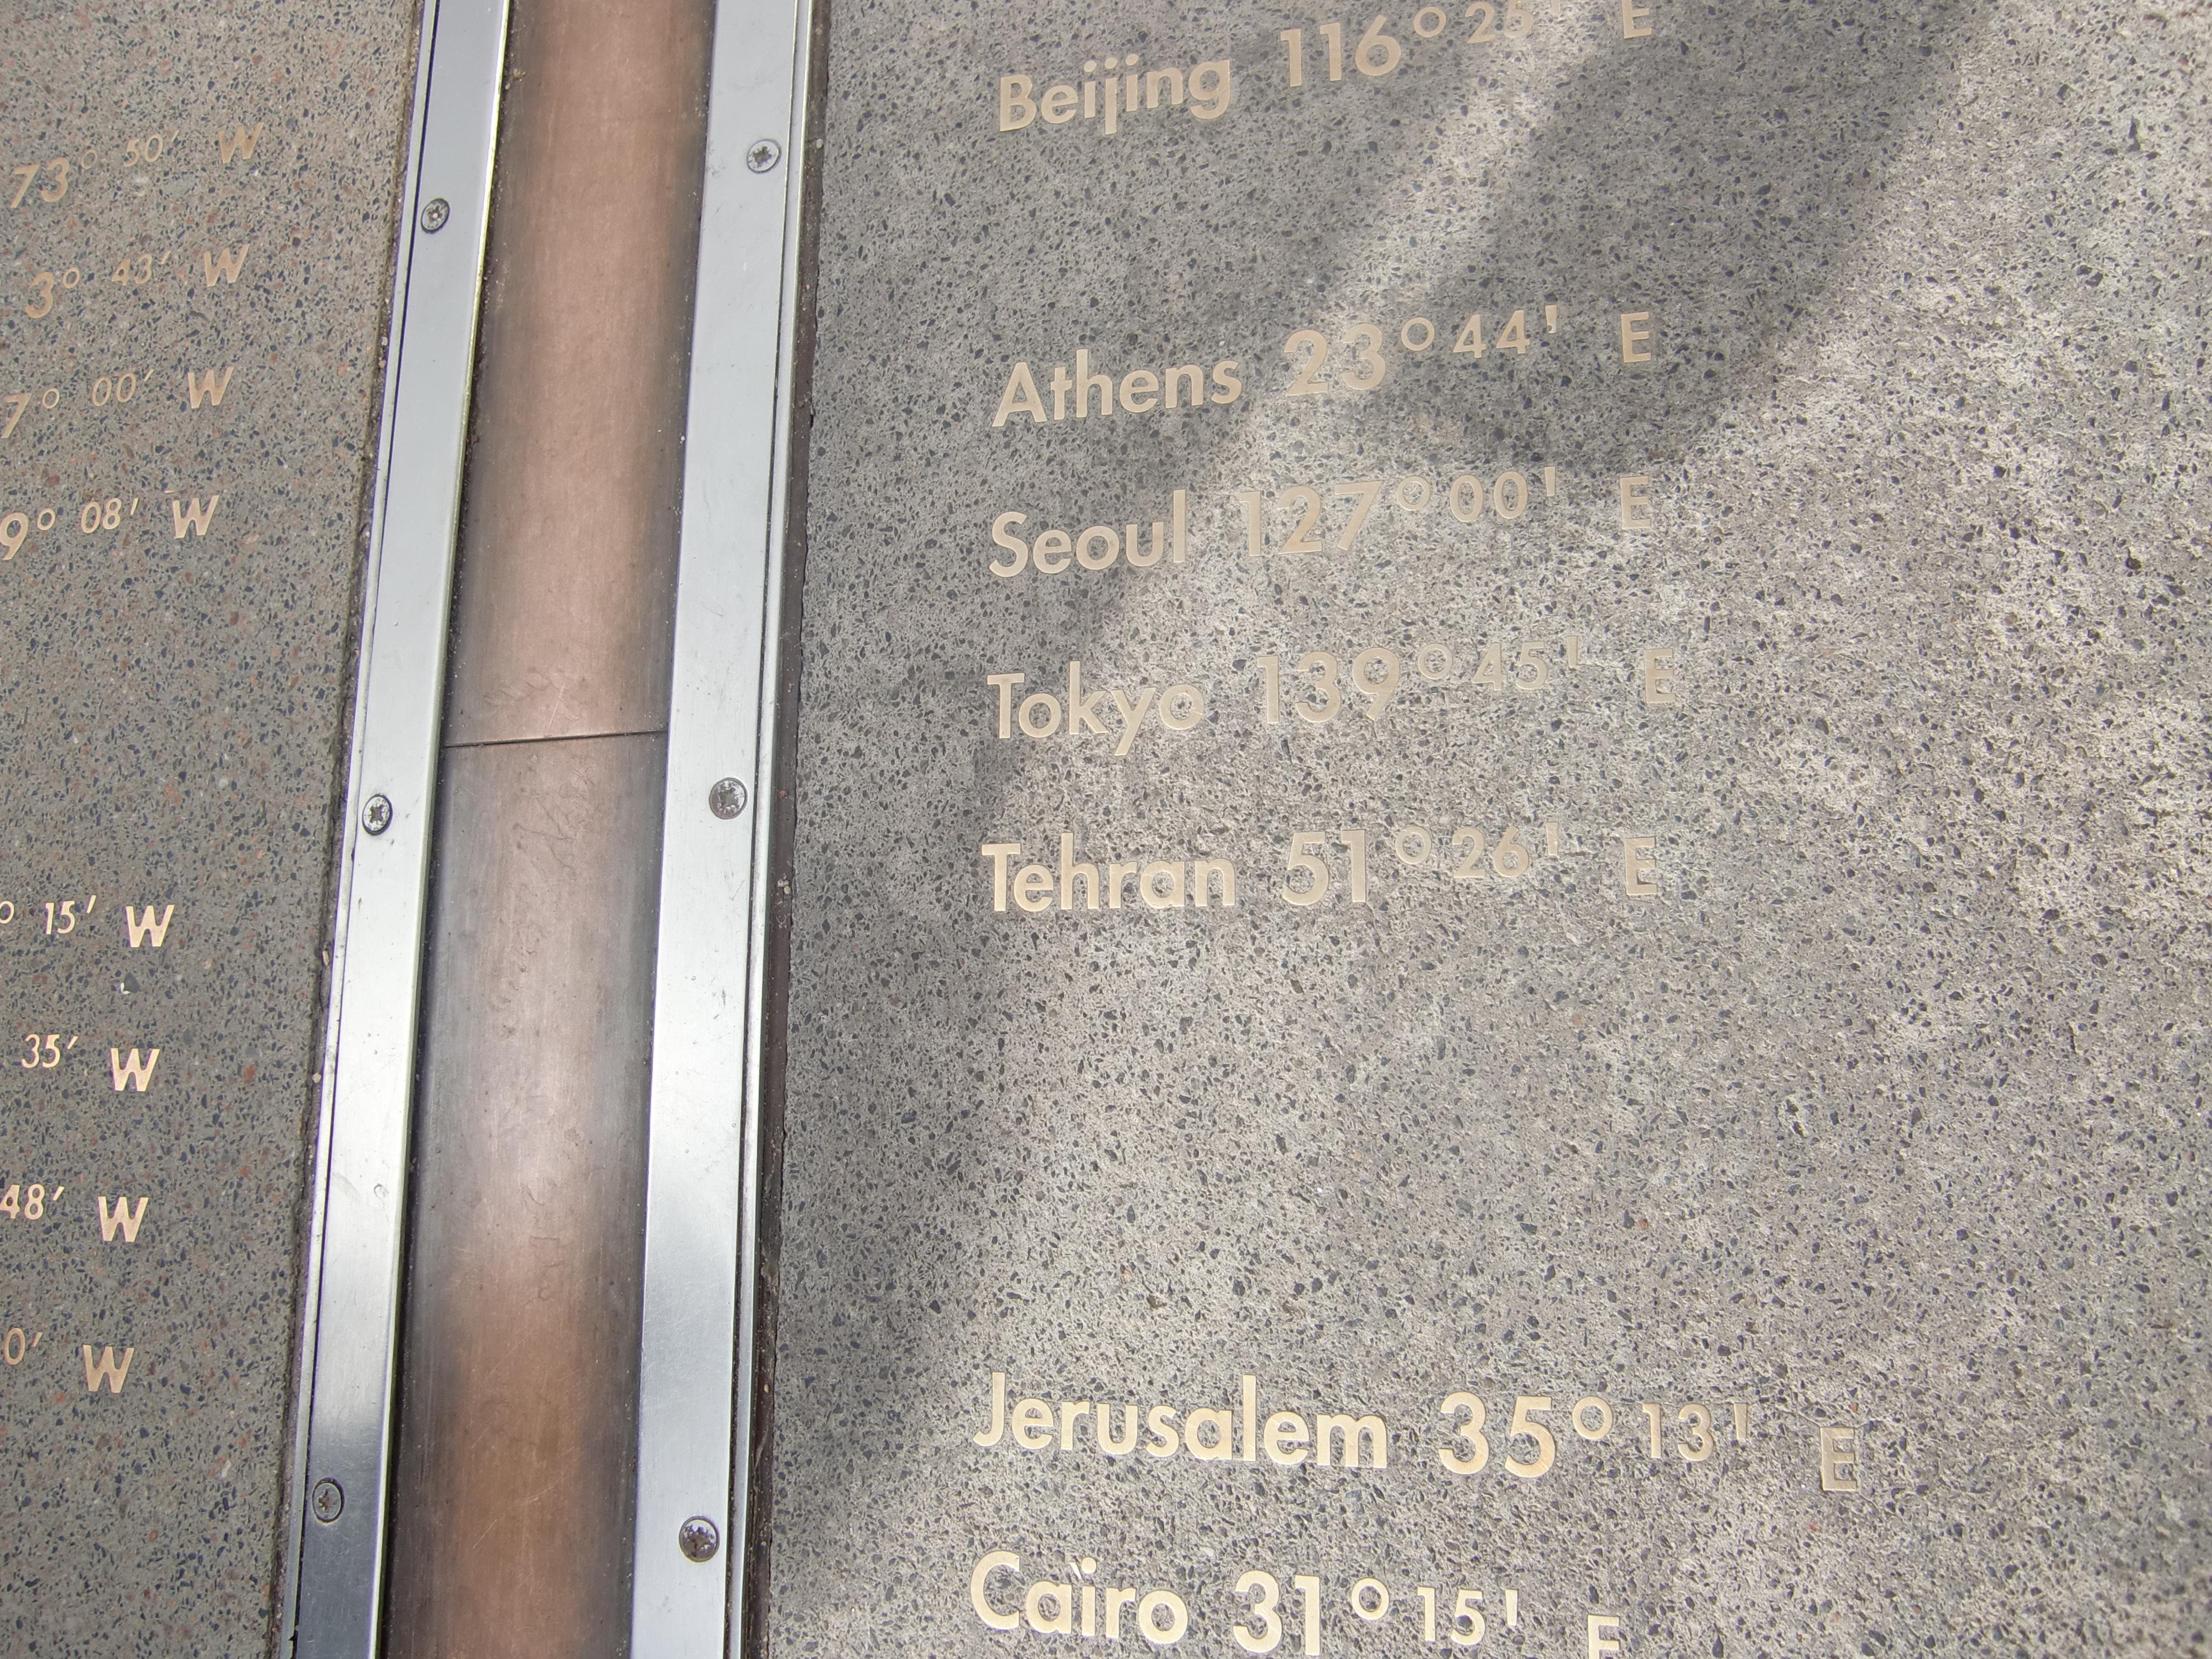 73° 50' W
3° 43' W
7° 00' W
9° 08' W
° 15' W
35' W
48' W
0' W
Beijing 116° 25' E
Athens 23° 44' E
Seoul 127° 00' E
Tokyo 139° 45' E
Tehran 51° 26' E
Jerusalem 35° 13' E
Cairo 31° 15' E